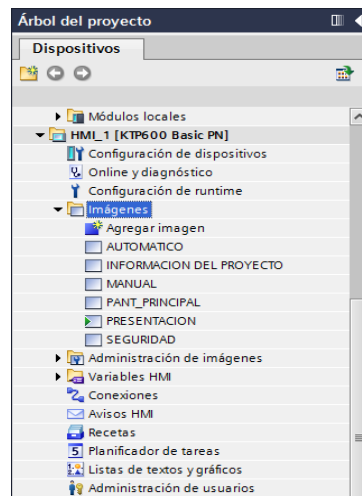 Árbol del proyecto
Dispositivos
Módulos locales
HMI_1 [KTP600 Basic PN]
Configuración de dispositivos
Online y diagnóstico
Configuración de runtime
Imágenes
Agregar imagen
AUTOMATICO
INFORMACION DEL PROYECTO
MANUAL
PANT_PRINCIPAL
PRESENTACION
SEGURIDAD
Administración de imágenes
Variables HMI
Conexiones
Avisos HMI
Recetas
Planificador de tareas
Listas de textos y gráficos
Administración de usuarios